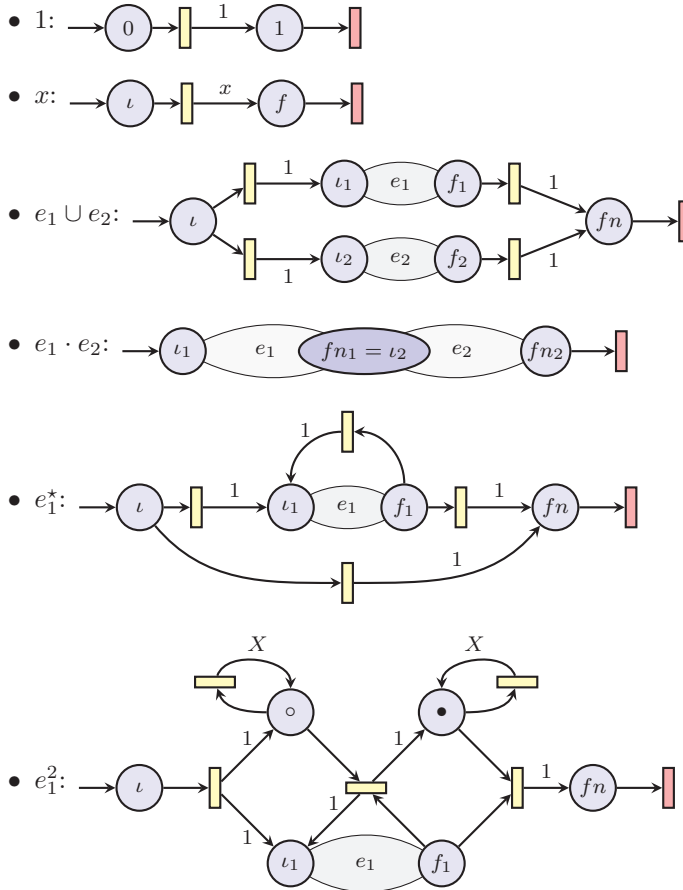 • 1: 0 1 1
• x: ι x f
1 ι₁ e₁ f₁ 1
• e₁ ∪ e₂: ι fn
1 ι₂ e₂ f₂ 1
• e₁ · e₂: ι₁ e₁ fn₁ = ι₂ e₂ fn₂
1
• e₁⋆: ι 1 ι₁ e₁ f₁ 1 fn
1
X X
○ ●
1 1
• e₁²: ι 1 1 fn
1 ι₁ e₁ f₁